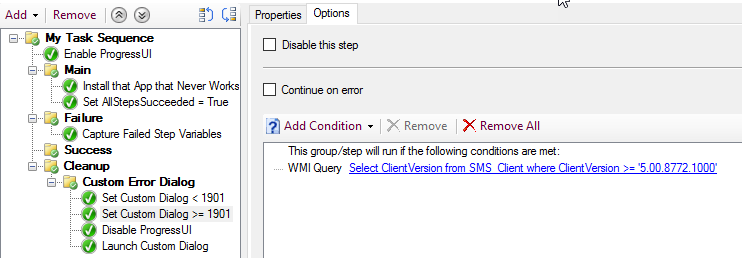 Add Remove
My Task Sequence
Enable ProgressUI
Main
Install that App that Never Works
Set AllStepsSucceeded = True
Failure
Capture Failed Step Variables
Success
Cleanup
Custom Error Dialog
Set Custom Dialog < 1901
Set Custom Dialog >= 1901
Disable ProgressUI
Launch Custom Dialog
Properties Options
Disable this step
Continue on error
Add Condition Remove Remove All
This group/step will run if the following conditions are met:
WMI Query Select ClientVersion from SMS_Client where ClientVersion >= '5.00.8772.1000'